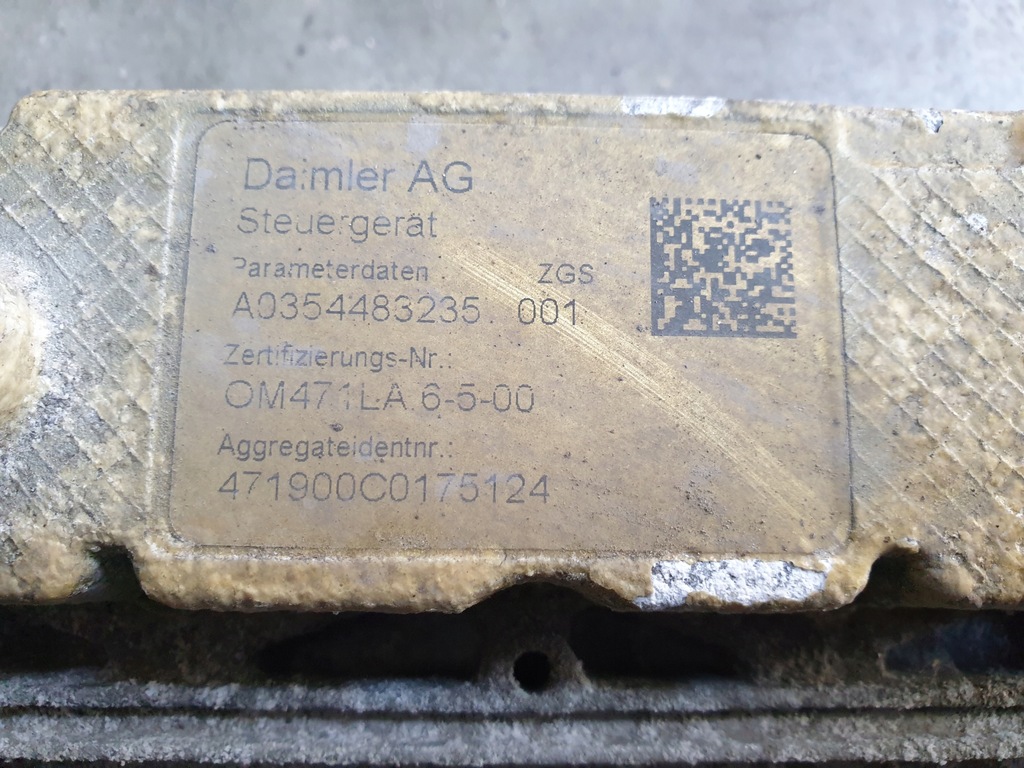 Daimler AG
Steuergerät
Parameterdaten ZGS
A0354483235 001
Zertifizierungs-Nr.:
OM471LA.6-5-00
Aggregateidentnr.:
471900C0175124